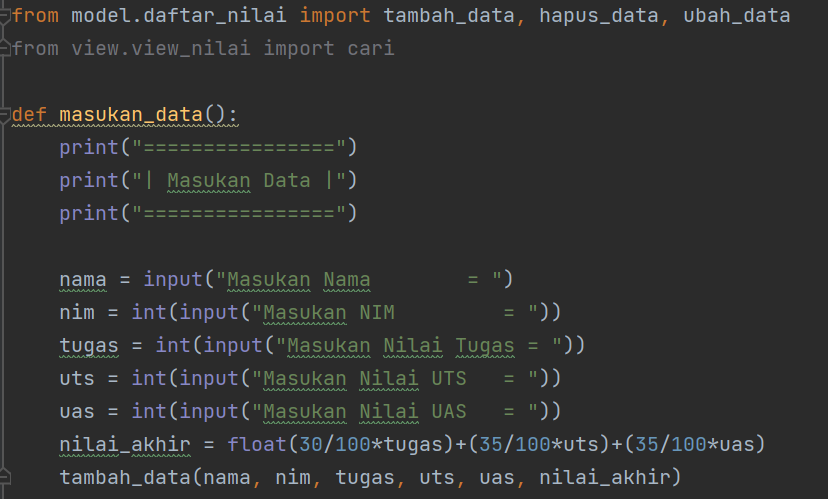 from model.daftar_nilai import tambah_data, hapus_data, ubah_data
from view.view_nilai import cari
def masukan_data():
    print("================")
    print("| Masukan Data |")
    print("================")
    nama = input("Masukan Nama        = ")
    nim = int(input("Masukan NIM         = "))
    tugas = int(input("Masukan Nilai Tugas = "))
    uts = int(input("Masukan Nilai UTS   = "))
    uas = int(input("Masukan Nilai UAS   = "))
    nilai_akhir = float(30/100*tugas)+(35/100*uts)+(35/100*uas)
    tambah_data(nama, nim, tugas, uts, uas, nilai_akhir)